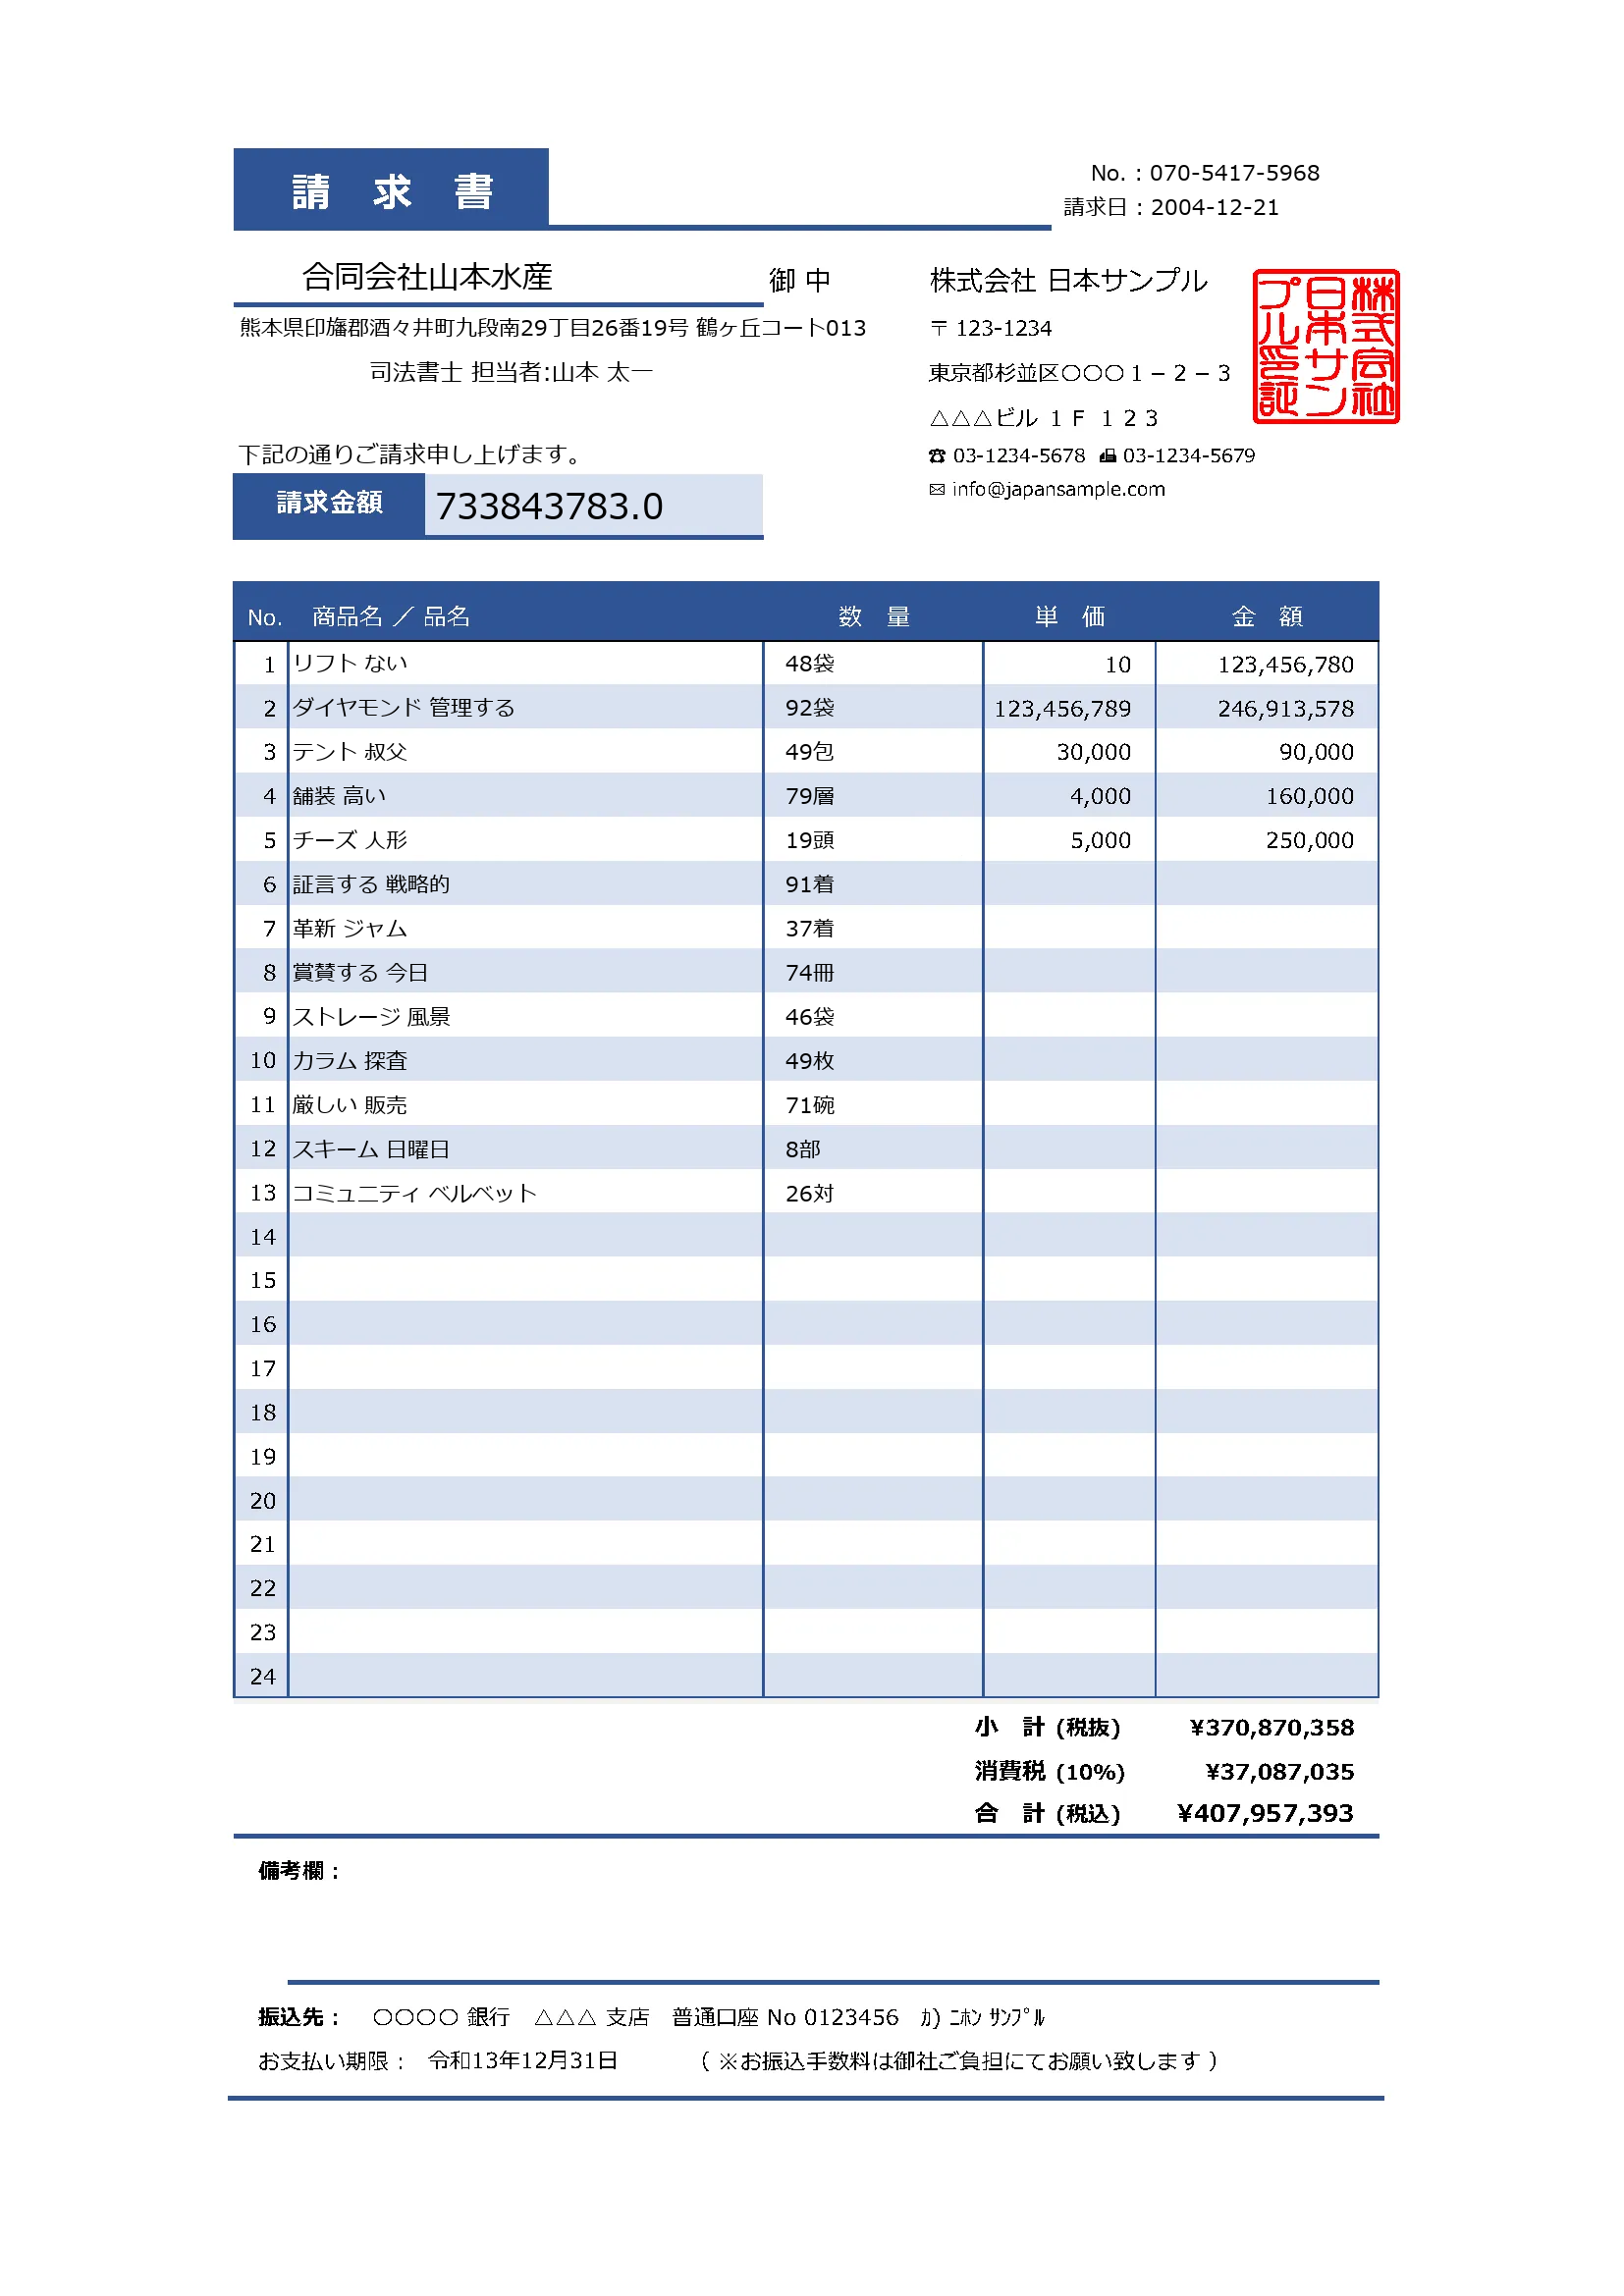 請 求 書
No. : 070-5417-5968
請求日 : 2004-12-21
合同会社山本水産 御 中
熊本県印旛郡酒々井町九段南29丁目26番19号 鶴ヶ丘コート013
司法書士 担当者:山本 太一
株式会社 日本サンプル
〒 123-1234
東京都杉並区〇〇〇１－２－３
△△△ビル １Ｆ １２３
☎ 03-1234-5678 📠 03-1234-5679
✉ info@japansample.com
株式会社
日本サン
プル印証
下記の通りご請求申し上げます。
請求金額 733843783.0
No. 商品名 ／ 品名 数 量 単 価 金 額
1 リフト ない 48袋 10 123,456,780
2 ダイヤモンド 管理する 92袋 123,456,789 246,913,578
3 テント 叔父 49包 30,000 90,000
4 舗装 高い 79層 4,000 160,000
5 チーズ 人形 19頭 5,000 250,000
6 証言する 戦略的 91着
7 革新 ジャム 37着
8 賞賛する 今日 74冊
9 ストレージ 風景 46袋
10 カラム 探査 49枚
11 厳しい 販売 71碗
12 スキーム 日曜日 8部
13 コミュニティ ベルベット 26対
14
15
16
17
18
19
20
21
22
23
24
小 計 (税抜) ¥370,870,358
消費税 (10%) ¥37,087,035
合 計 (税込) ¥407,957,393
備考欄 :
振込先 : 〇〇〇〇 銀行 △△△ 支店 普通口座 No 0123456 ｶ) ﾆﾎﾝ ｻﾝﾌﾟﾙ
お支払い期限 : 令和13年12月31日 ( ※お振込手数料は御社ご負担にてお願い致します )